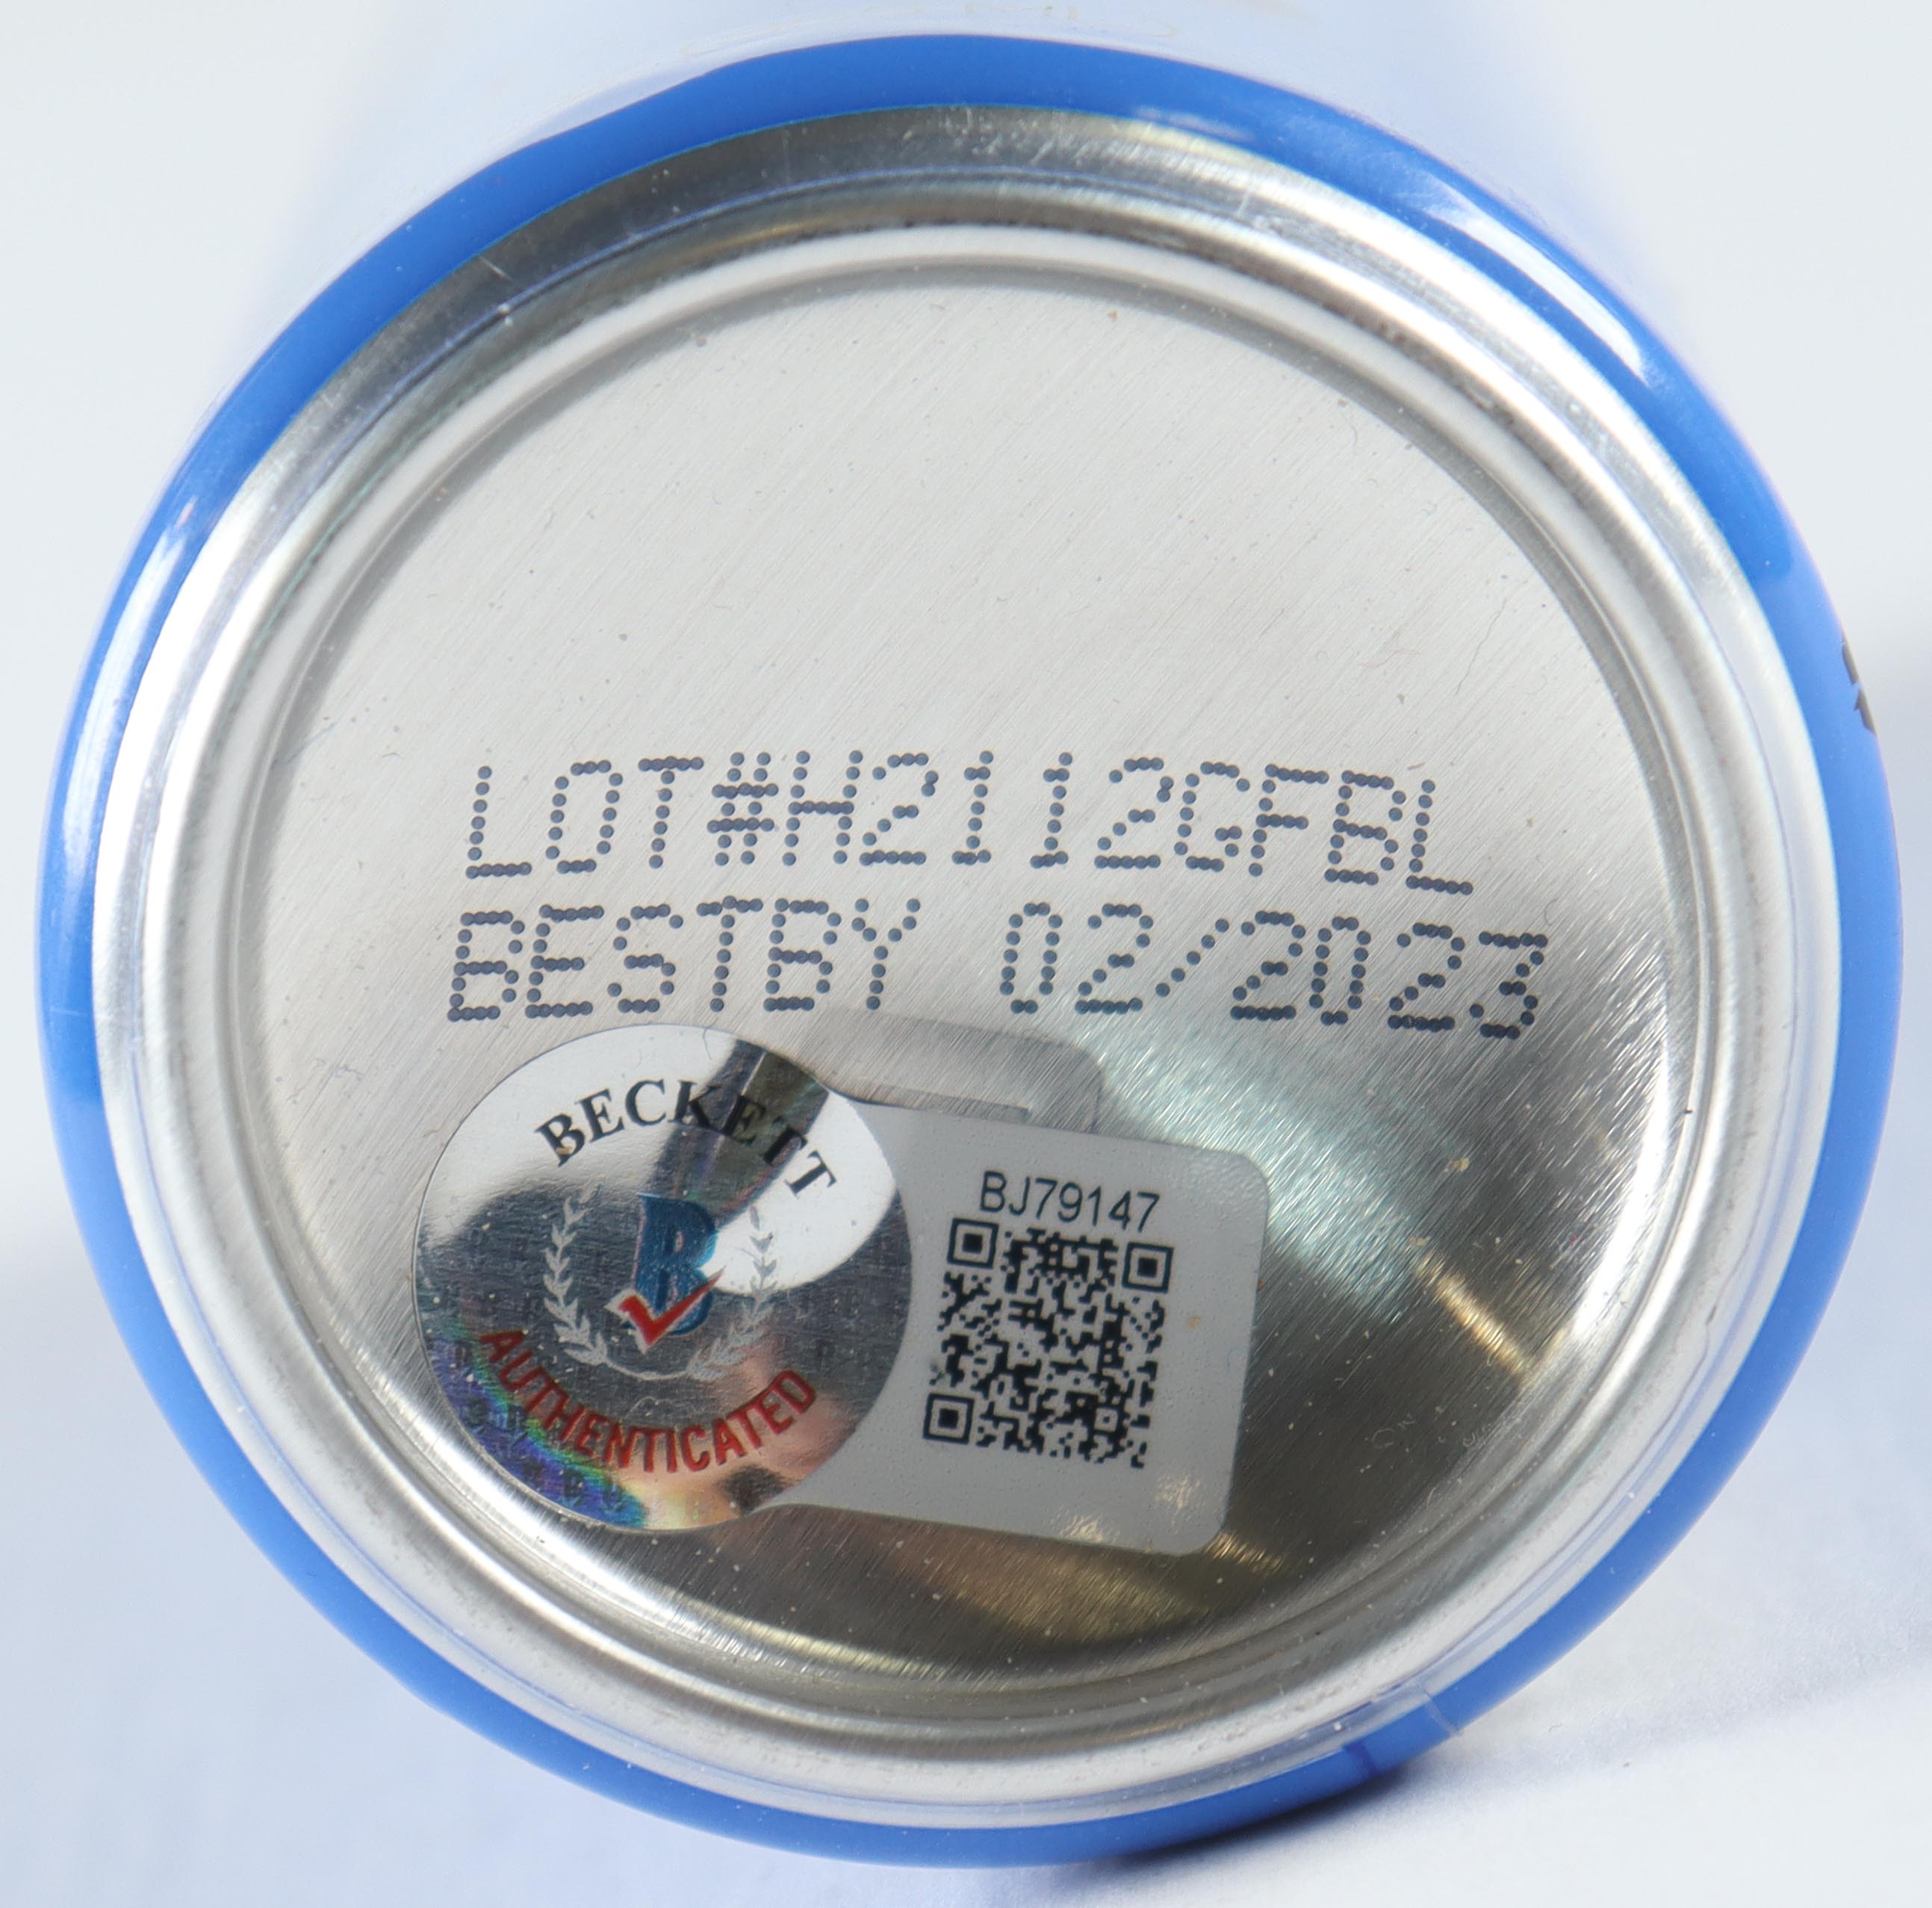 LOT#H2112GFBL
BESTBY 02/2023
BECKETT
B
AUTHENTICATED
BJ79147